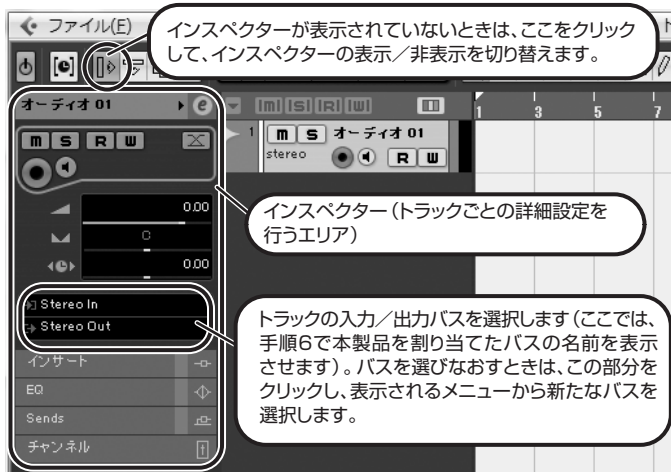 ファイル(F)
インスペクターが表示されていないときは、ここをクリック
して、インスペクターの表示／非表示を切り替えます。
オーディオ 01
e
m S R W
0.00
C
0.00
Stereo In
Stereo Out
インサート
EQ
Sends
チャンネル
m S R W
1 3 5 7
1 m S オーディオ 01
stereo R W
インスペクター（トラックごとの詳細設定を
行うエリア）
トラックの入力／出力バスを選択します（ここでは、
手順6で本製品を割り当てたバスの名前を表示
させます）。バスを選びなおすときは、この部分を
クリックし、表示されるメニューから新たなバスを
選択します。